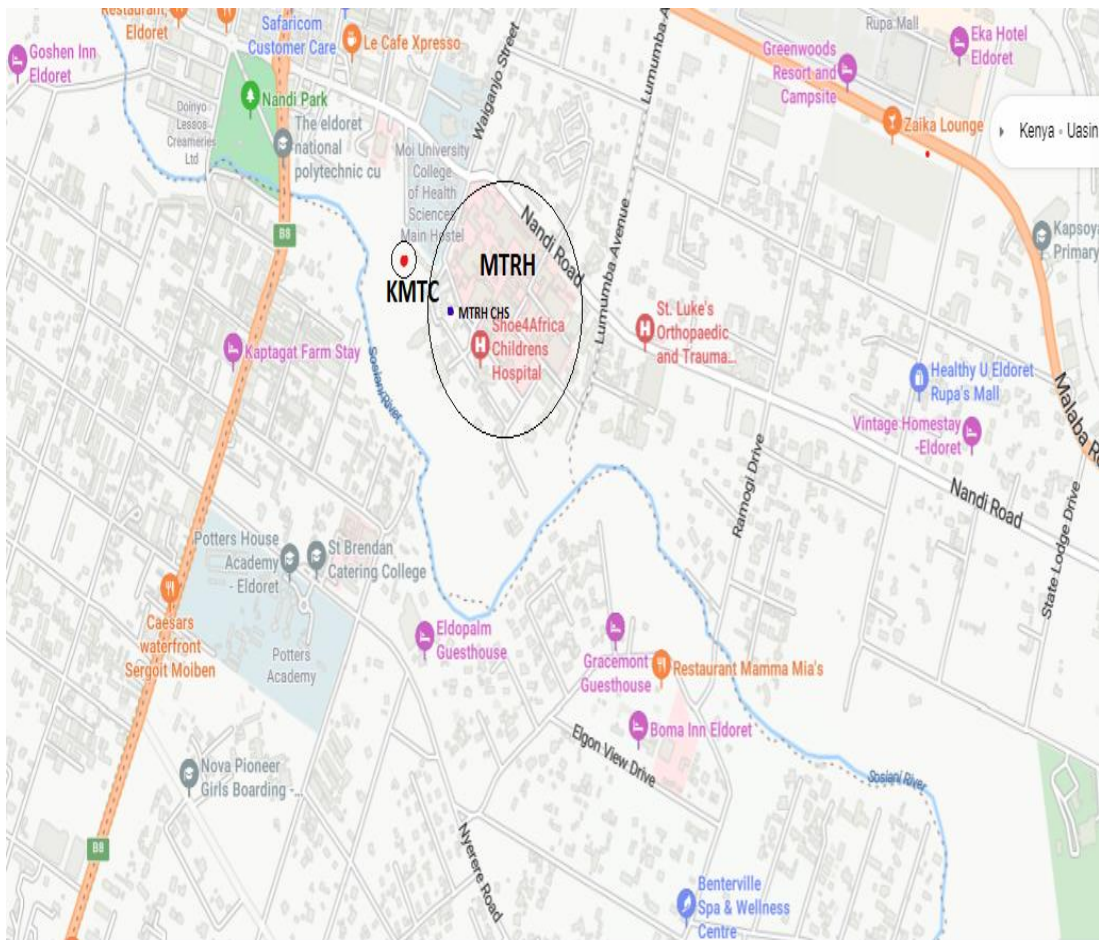 Restaurant,
Eldoret
Safaricom
Customer Care
Le Cafe Xpresso
Goshen Inn
Eldoret
Nandi Park
Doinyo
Lessos
Creameries
Ltd
The eldoret
national
polytechnic cu
Waiganjo Street
Moi University
College
of Health
Sciences
Main Hostel
Lumumba A
Greenwoods
Resort and
Campsite
Rupa Mall
Eka Hotel
Eldoret
Zaika Lounge
Kenya · Uasin
Kapsoya
Primary
B8
Nandi Road
MTRH
KMTC
MTRH CHS
Shoe4Africa
Childrens
Hospital
Lumumba Avenue
St. Luke's
Orthopaedic
and Trauma...
Kaptagat Farm Stay
Sosiani River
Healthy U Eldoret
Rupa's Mall
Vintage Homestay
-Eldoret
Malaba Ro
Nandi Road
Ramogi Drive
State Lodge Drive
Potters House
Academy
- Eldoret
St Brendan
Catering College
Caesars
waterfront
Sergoit Moiben
Potters
Academy
Eldopalm
Guesthouse
Gracemont
Guesthouse
Restaurant Mamma Mia's
Boma Inn Eldoret
Elgon View Drive
Sosiani River
Nova Pioneer
Girls Boarding -...
B8
Nyerere Road
Benterville
Spa & Wellness
Centre